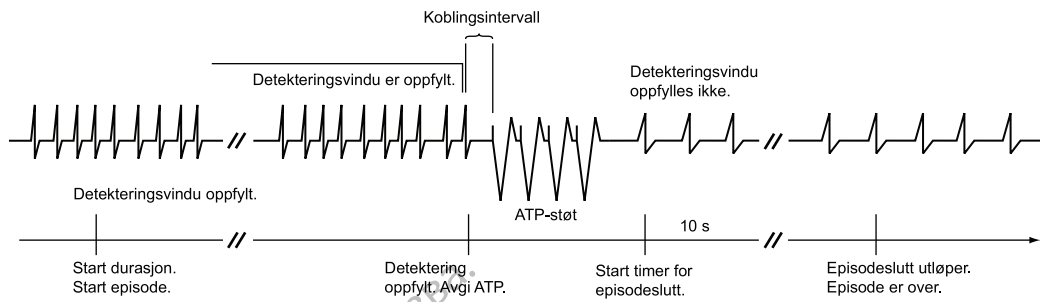 Koblingsintervall
Detekteringsvindu er oppfylt.
Detekteringsvindu
oppfylles ikke.
Detekteringsvindu oppfylt.
ATP-støt
10 s
Start durasjon.
Start episode.
Detektering
oppfylt. Avgi ATP.
Start timer for
episodeslutt.
Episodeslutt utløper.
Episode er over.